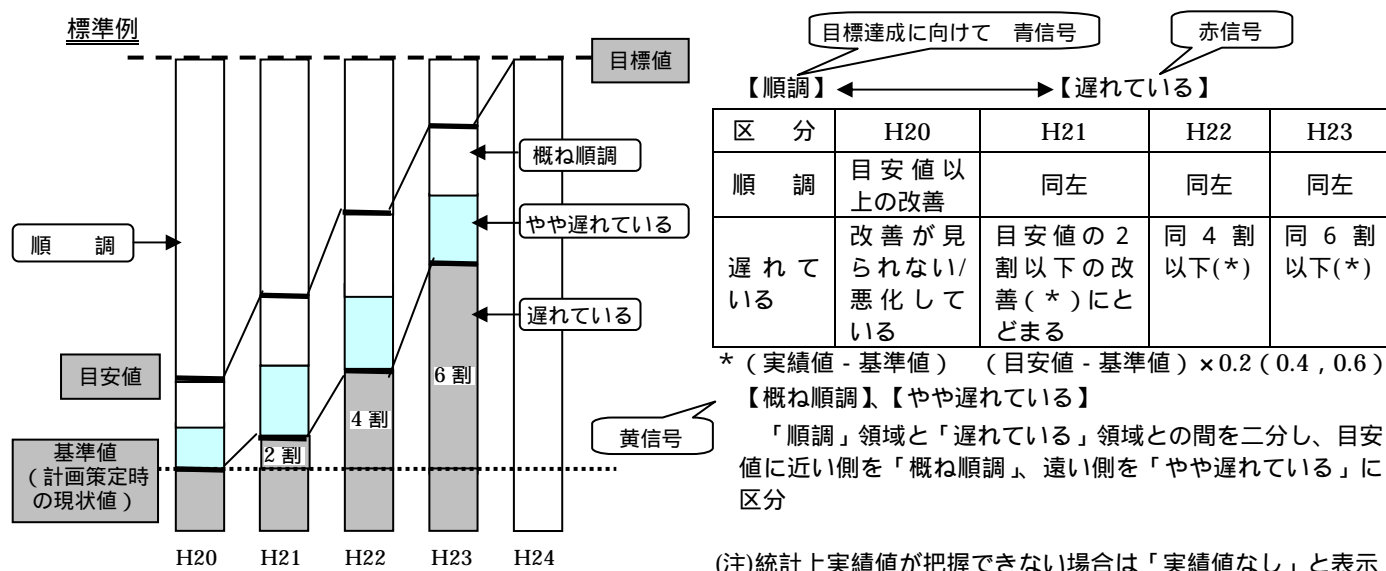 標準例
目標値
概ね順調
やや遅れている
順　調
遅れている
目安値
6 割
4 割
2 割
基準値
（計画策定時
の現状値）
H20 H21 H22 H23 H24
目標達成に向けて　青信号
赤信号
【順調】 【遅れている】
区　分 H20 H21 H22 H23
順　調 目安値以上の改善 同左 同左 同左
遅れている 改善が見られない/悪化している 目安値の2割以下の改善(*)にとどまる 同 4 割以下(*) 同 6 割以下(*)
*（実績値 - 基準値）　（目安値 - 基準値）×0.2（0.4 , 0.6）
【概ね順調】、【やや遅れている】
黄信号
「順調」領域と「遅れている」領域との間を二分し、目安
値に近い側を「概ね順調」、遠い側を「やや遅れている」に
区分
(注)統計上実績値が把握できない場合は「実績値なし」と表示